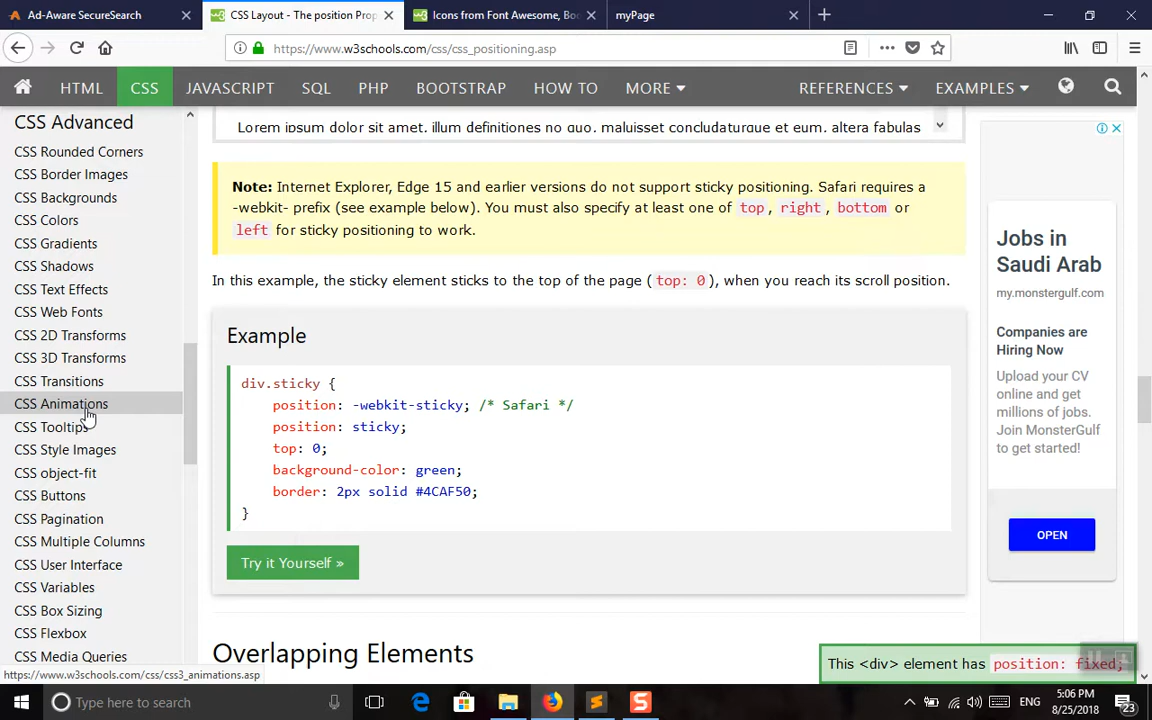 Ad-Aware SecureSearch
CSS Layout - The position Prop
Icons from Font Awesome, Boo
myPage
https://www.w3schools.com/css/css_positioning.asp
HTML
CSS
JAVASCRIPT
SQL
PHP
BOOTSTRAP
HOW TO
MORE
REFERENCES
EXAMPLES
CSS Advanced
CSS Rounded Corners
CSS Border Images
CSS Backgrounds
CSS Colors
CSS Gradients
CSS Shadows
CSS Text Effects
CSS Web Fonts
CSS 2D Transforms
CSS 3D Transforms
CSS Transitions
CSS Animations
CSS Tooltips
CSS Style Images
CSS object-fit
CSS Buttons
CSS Pagination
CSS Multiple Columns
CSS User Interface
CSS Variables
CSS Box Sizing
CSS Flexbox
CSS Media Queries
https://www.w3schools.com/css/css3_animations.asp
Lorem ipsum dolor sit amet, illum definitiones no quo, maluisset concludaturque et eum, altera fabulas
Note: Internet Explorer, Edge 15 and earlier versions do not support sticky positioning. Safari requires a
-webkit- prefix (see example below). You must also specify at least one of top, right, bottom or
left for sticky positioning to work.
In this example, the sticky element sticks to the top of the page (top: 0), when you reach its scroll position.
Example
div.sticky {
position: -webkit-sticky; /* Safari */
position: sticky;
top: 0;
background-color: green;
border: 2px solid #4CAF50;
}
Try it Yourself »
Overlapping Elements
Jobs in
Saudi Arab
my.monstergulf.com
Companies are
Hiring Now
Upload your CV
online and get
millions of jobs.
Join MonsterGulf
to get started!
OPEN
This <div> element has position: fixed;
Type here to search
ENG
5:06 PM
8/25/2018
23